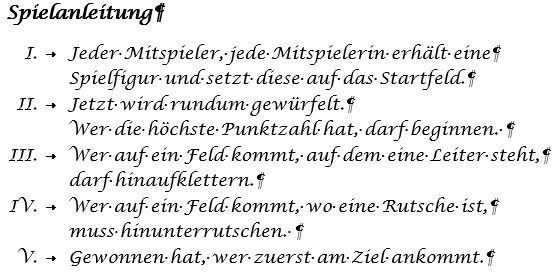 Spielanleitung¶
I. → Jeder·Mitspieler,·jede·Mitspielerin·erhält·eine¶
Spielfigur·und·setzt·diese·auf·das·Startfeld.¶
II. → Jetzt·wird·rundum·gewürfelt.¶
Wer·die·höchste·Punktzahl·hat,·darf·beginnen.·¶
III. → Wer·auf·ein·Feld·kommt,·auf·dem·eine·Leiter·steht,¶
darf·hinaufklettern.¶
IV. → Wer·auf·ein·Feld·kommt,·wo·eine·Rutsche·ist,¶
muss·hinunterrutschen.·¶
V. → Gewonnen·hat,·wer·zuerst·am·Ziel·ankommt.¶